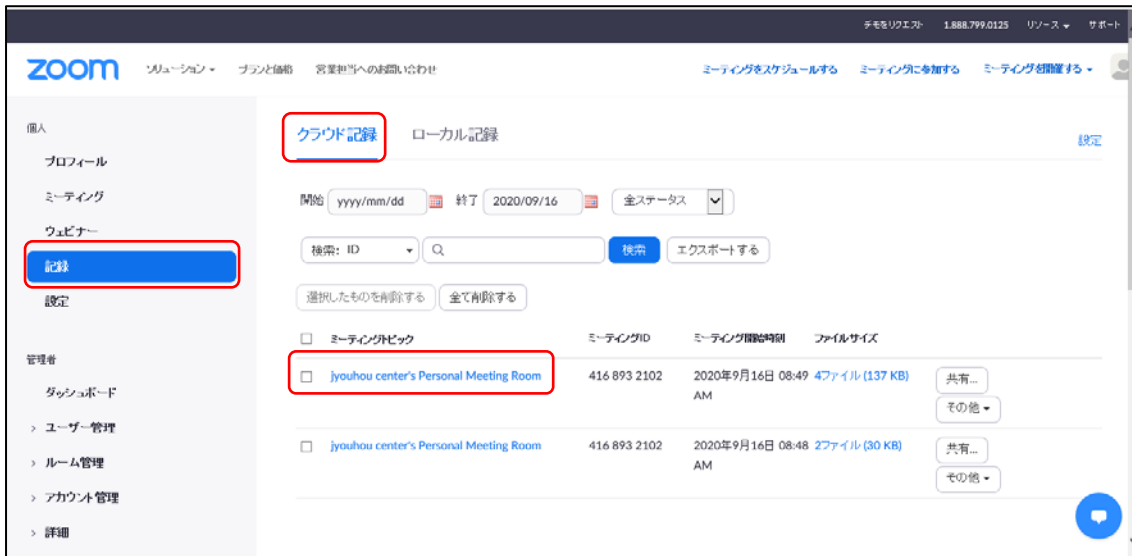 デモをリクエスト 1.888.799.0125 リソース サポート
zoom ソリューション プランと価格 営業担当へのお問い合わせ ミーティングをスケジュールする ミーティングに参加する ミーティングを開催する
個人
プロフィール
ミーティング
ウェビナー
記録
設定
管理者
ダッシュボード
> ユーザー管理
> ルーム管理
> アカウント管理
> 詳細
クラウド記録 ローカル記録 設定
開始 yyyy/mm/dd 終了 2020/09/16 全ステータス
検索: ID 検索 エクスポートする
選択したものを削除する 全て削除する
ミーティングトピック ミーティングID ミーティング開始時刻 ファイルサイズ
jyouhou center's Personal Meeting Room 416 893 2102 2020年9月16日 08:49 4ファイル (137 KB) 共有...
AM その他
jyouhou center's Personal Meeting Room 416 893 2102 2020年9月16日 08:48 2ファイル (30 KB) 共有...
AM その他